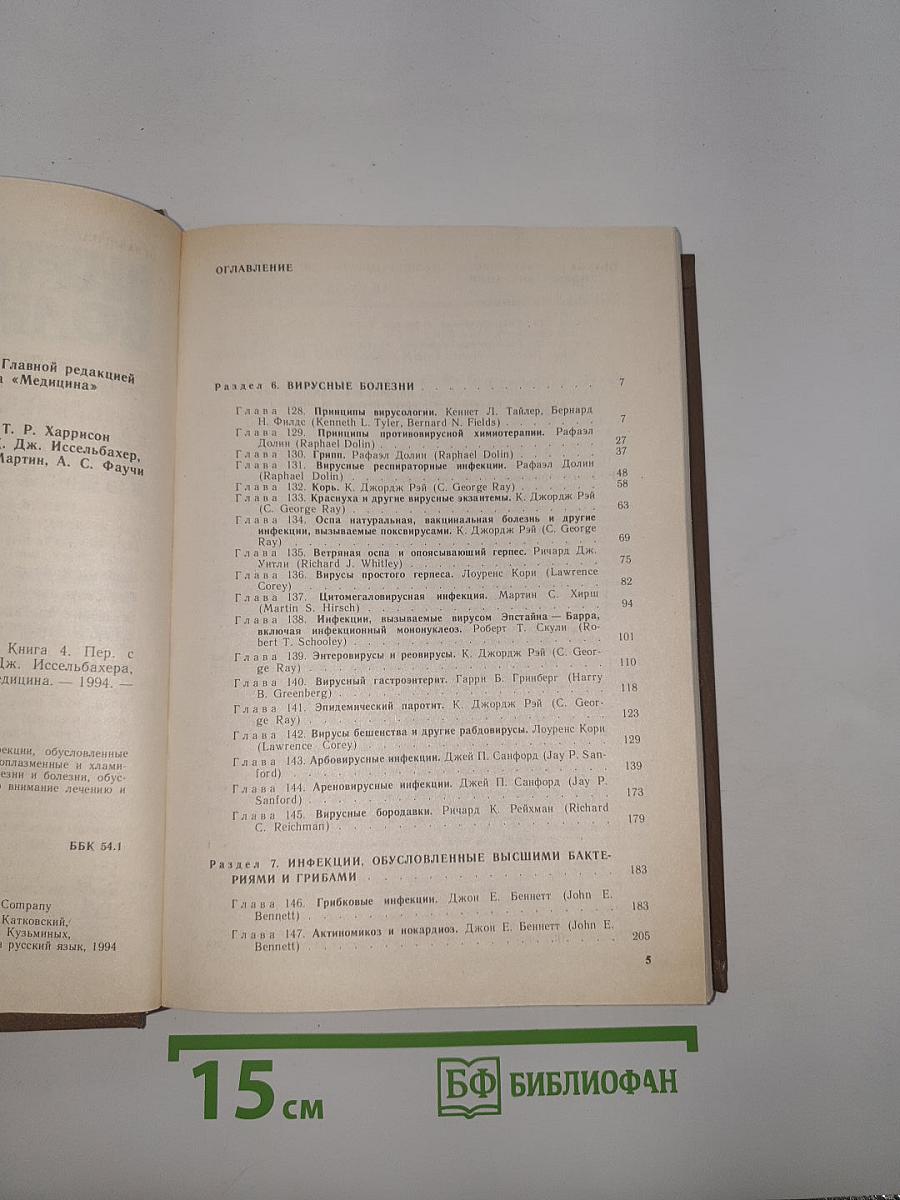 Главной редакцией
а «Медицина»
Т. Р. Харрисон
Дж. Иссельбахер,
Мартин, А. С. Фаучи
Книга 4. Пер. с
Дж. Иссельбахера,
едицина. — 1994. —
екции, обусловленные
оплазменные и хлами-
езни и болезни, обус-
о внимание лечению и
ББК 54.1
Company
Катковский,
Кузьминых,
русский язык, 1994
ОГЛАВЛЕНИЕ
Раздел 6. ВИРУСНЫЕ БОЛЕЗНИ . . . . . . . . . . . . . 7
Глава 128. Принципы вирусологии. Кеннет Л. Тайлер, Бернард
Н. Филдс (Kenneth L. Tyler, Bernard N. Fields) . . . . . . . 7
Глава 129. Принципы противовирусной химиотерапии. Рафаэл
Долин (Raphael Dolin) . . . . . . . . . . . . . 27
Глава 130. Грипп. Рафаэл Долин (Raphael Dolin) . . . . . . 37
Глава 131. Вирусные респираторные инфекции. Рафаэл Долин
(Raphael Dolin) . . . . . . . . . . . . . 48
Глава 132. Корь. К. Джордж Рэй (C. George Ray) . . . . . . 58
Глава 133. Краснуха и другие вирусные экзантемы. К. Джордж Рэй
(C. George Ray) . . . . . . . . . . . . . 63
Глава 134. Оспа натуральная, вакцинальная болезнь и другие
инфекции, вызываемые поксвирусами. К. Джордж Рэй (C. George
Ray) . . . . . . . . . . . . . 69
Глава 135. Ветряная оспа и опоясывающий герпес. Ричард Дж.
Уитли (Richard J. Whitley) . . . . . . . . . . . . . 75
Глава 136. Вирусы простого герпеса. Лоуренс Кори (Lawrence
Corey) . . . . . . . . . . . . . 82
Глава 137. Цитомегаловирусная инфекция. Мартин С. Хирш
(Martin S. Hirsch) . . . . . . . . . . . . . 94
Глава 138. Инфекции, вызываемые вирусом Эпстайна — Барра,
включая инфекционный мононуклеоз. Роберт Т. Скули (Ro-
bert T. Schooley) . . . . . . . . . . . . . 101
Глава 139. Энтеровирусы и реовирусы. К. Джордж Рэй (C. Geor-
ge Ray) . . . . . . . . . . . . . 110
Глава 140. Вирусный гастроэнтерит. Гарри Б. Гринберг (Harry
B. Greenberg) . . . . . . . . . . . . . 118
Глава 141. Эпидемический паротит. К. Джордж Рэй (C. Geor-
ge Ray) . . . . . . . . . . . . . 123
Глава 142. Вирусы бешенства и другие рабдовирусы. Лоуренс Кори
(Lawrence Corey) . . . . . . . . . . . . . 129
Глава 143. Арбовирусные инфекции. Джей П. Санфорд (Jay P. San-
ford) . . . . . . . . . . . . . 139
Глава 144. Ареновирусные инфекции. Джей П. Санфорд (Jay P.
Sanford) . . . . . . . . . . . . . 173
Глава 145. Вирусные бородавки. Ричард К. Рейхман (Richard
C. Reichman) . . . . . . . . . . . . . 179
Раздел 7. ИНФЕКЦИИ, ОБУСЛОВЛЕННЫЕ ВЫСШИМИ БАКТЕ-
РИЯМИ И ГРИБАМИ . . . . . . . . . . . . . 183
Глава 146. Грибковые инфекции. Джон Е. Беннетт (John E.
Bennett) . . . . . . . . . . . . . 183
Глава 147. Актиномикоз и нокардиоз. Джон Е. Беннетт (John E.
Bennett) . . . . . . . . . . . . . 205
5
15 см
БФ БИБЛИОФАН